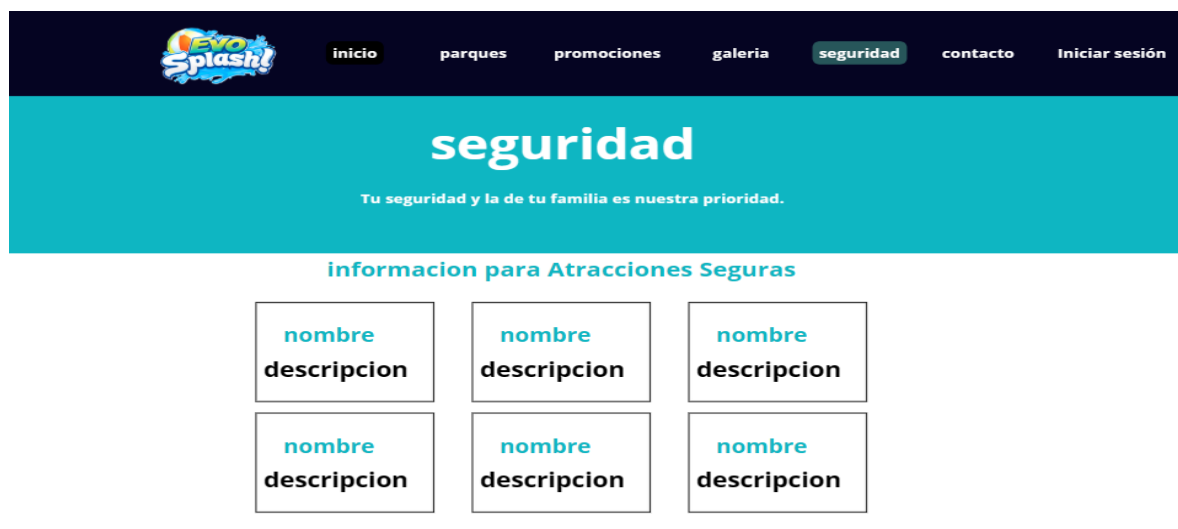 EVO Splash! inicio parques promociones galeria seguridad contacto Iniciar sesión
seguridad
Tu seguridad y la de tu familia es nuestra prioridad.
informacion para Atracciones Seguras
nombre nombre nombre
descripcion descripcion descripcion
nombre nombre nombre
descripcion descripcion descripcion